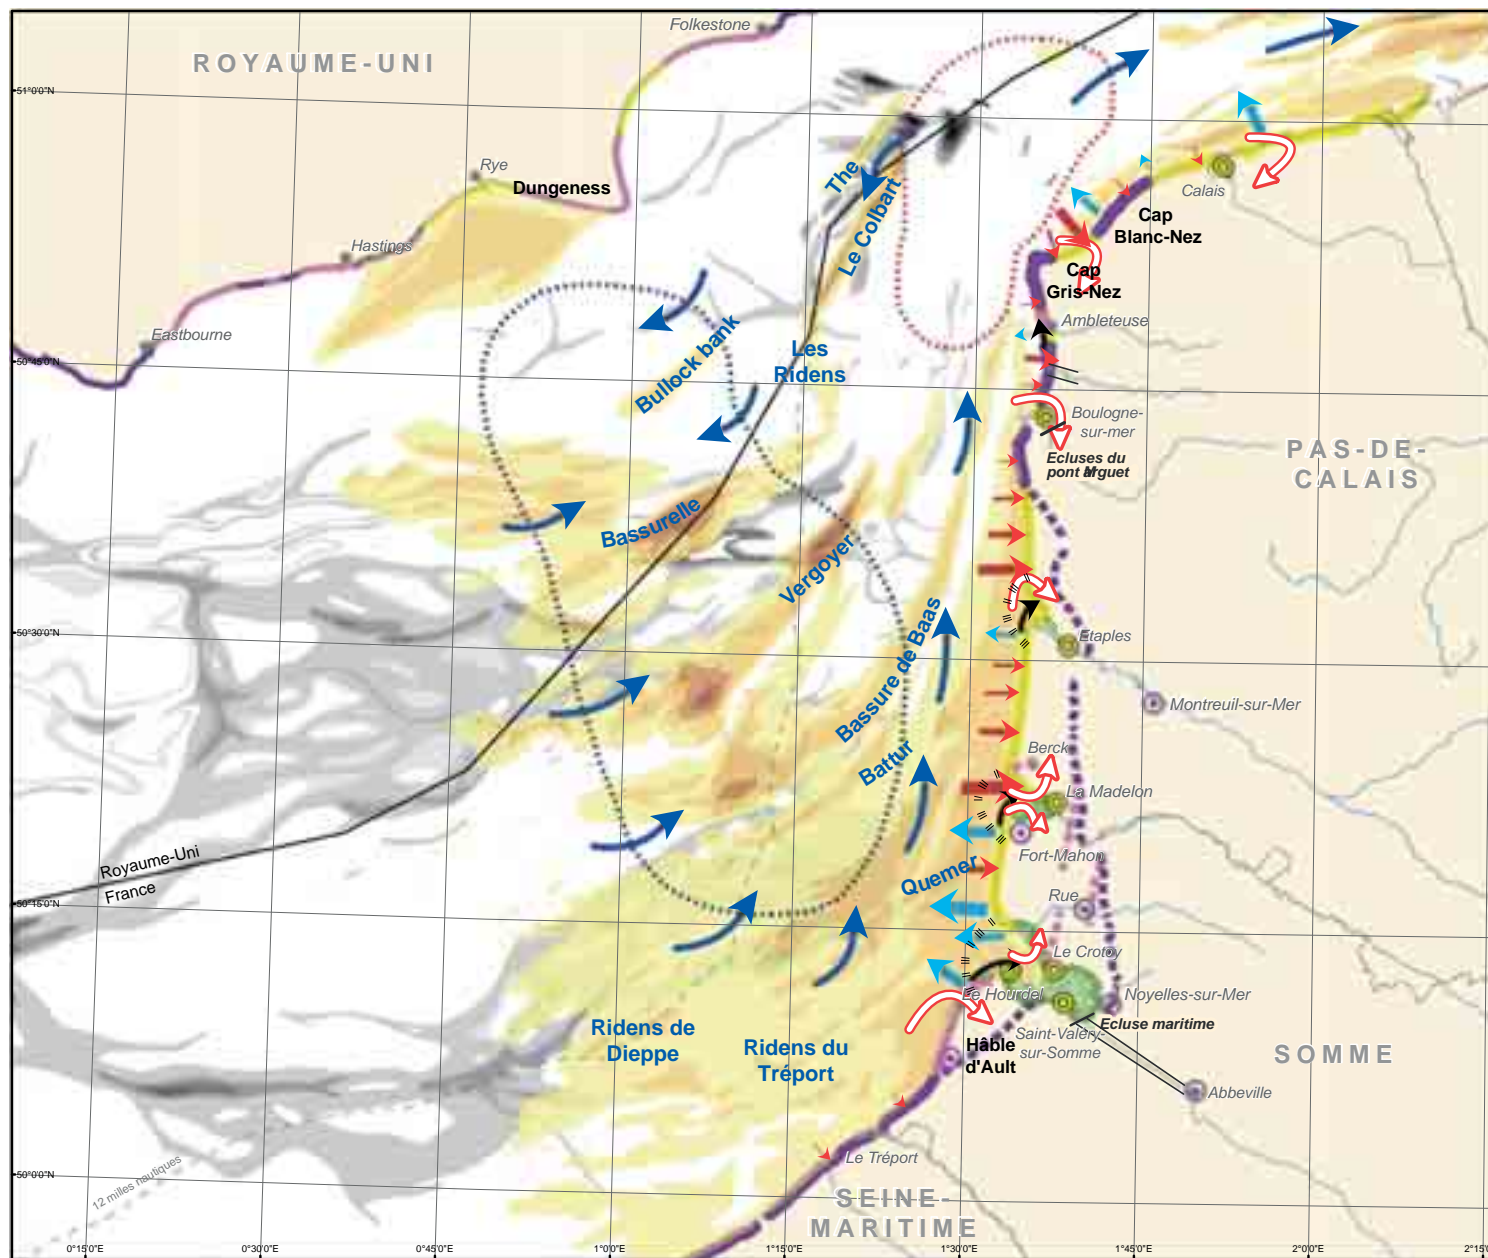 Folkestone
ROYAUME-UNI
51°0'0"N
Rye
Dungeness
The
Le Colbart
Calais
Cap
Blanc-Nez
Hastings
Cap
Gris-Nez
Ambleteuse
Eastbourne
50°45'0"N
Bullock bank
Les
Ridens
Boulogne-
sur-mer
Ecluses du
PAS-DE-
CALAIS
Bassurelle
Vergoyer
50°30'0"N
Bassure de Baas
Etaples
Montreuil-sur-Mer
Battur
Berck
La Madelon
Fort-Mahon
Royaume-Uni
France
Quemer
Rue
50°15'0"N
Le Crotoy
Le Hourdel
Noyelles-sur-Mer
Ecluse maritime
Saint-Valéry-
sur-Somme
Ridens de
Dieppe
Ridens du
Tréport
Hâble
d'Ault
SOMME
Abbeville
Le Tréport
50°0'0"N
12 milles nautiques
SEINE-
MARITIME
0°15'0"E
0°30'0"E
0°45'0"E
1°0'0"E
1°15'0"E
1°30'0"E
1°45'0"E
2°0'0"E